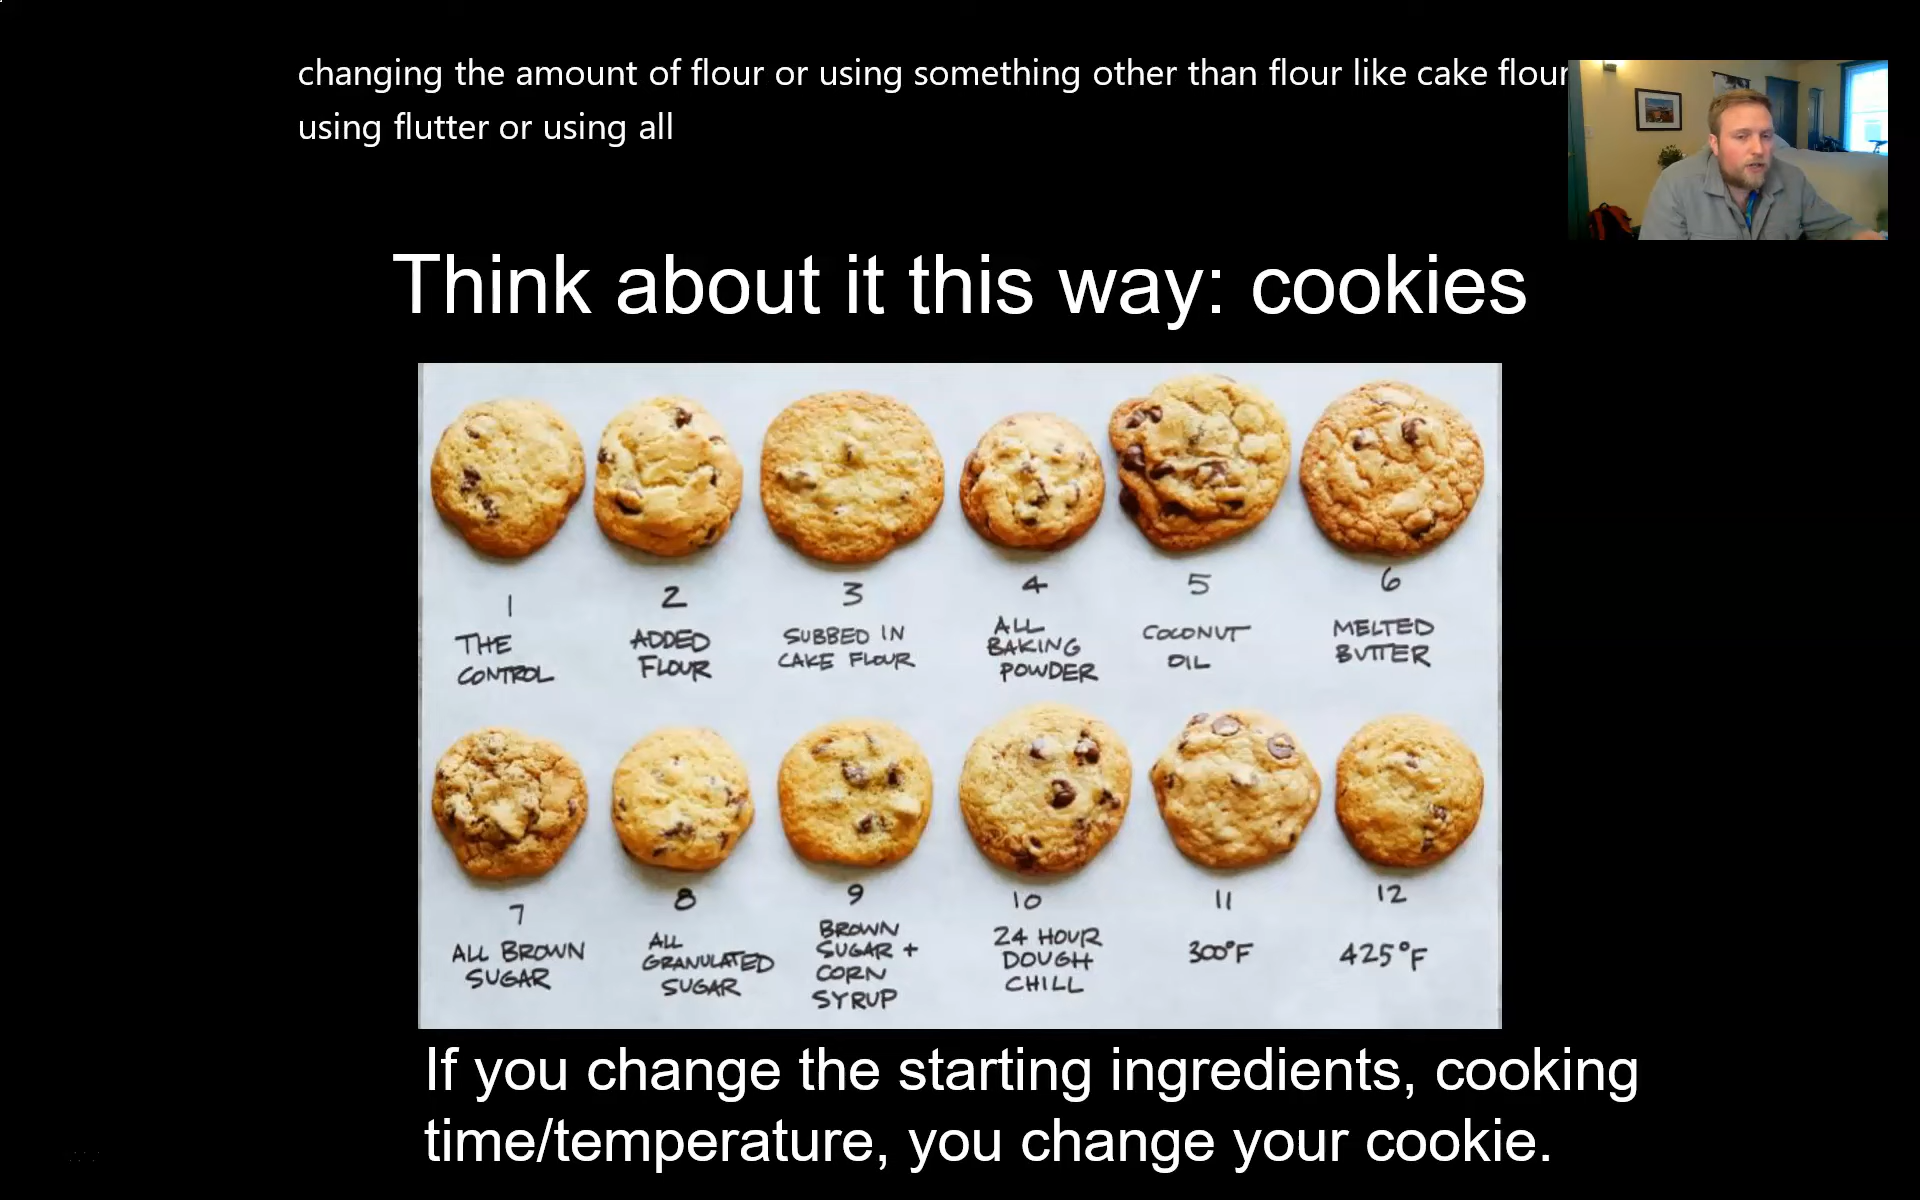 changing the amount of flour or using something other than flour like cake flour
using flutter or using all
Think about it this way: cookies
1
THE
CONTROL
2
ADDED
FLOUR
3
SUBBED IN
CAKE FLOUR
4
ALL
BAKING
POWDER
5
COCONUT
OIL
6
MELTED
BUTTER
7
ALL BROWN
SUGAR
8
ALL
GRANULATED
SUGAR
9
BROWN
SUGAR +
CORN
SYRUP
10
24 HOUR
DOUGH
CHILL
11
300°F
12
425°F
If you change the starting ingredients, cooking
time/temperature, you change your cookie.